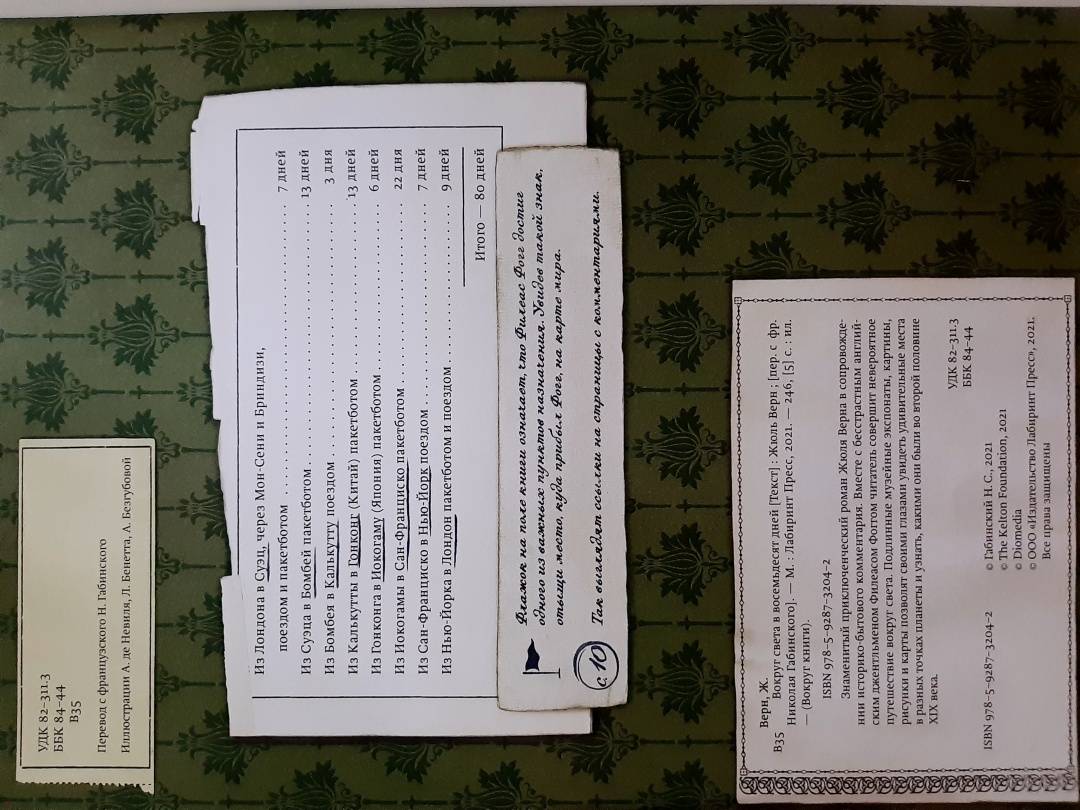 УДК 82-311.3
ББК 84-44
В35
Перевод с французского Н. Габинского
Иллюстрации А. де Невиля, Л. Бенетта, А. Безгубовой
Из Лондона в Суэц, через Мон-Сени и Бриндизи,
поездом и пакетботом . . . . . . . . . . 7 дней
Из Суэца в Бомбей пакетботом . . . . . . . . . . 13 дней
Из Бомбея в Калькутту поездом . . . . . . . . . . 3 дня
Из Калькутты в Гонконг (Китай) пакетботом . . . . . . . . . . 13 дней
Из Гонконга в Иокогаму (Япония) пакетботом . . . . . . . . . . 6 дней
Из Иокогамы в Сан-Франциско пакетботом . . . . . . . . . . 22 дня
Из Сан-Франциско в Нью-Йорк поездом . . . . . . . . . . 7 дней
Из Нью-Йорка в Лондон пакетботом и поездом . . . . . . . . . . 9 дней
Итого — 80 дней
Флажок на поле книги означает, что Филеас Фогг достиг
одного из важных пунктов назначения. Увидев такой знак,
отыщи место, куда прибыл Фогг, на карте мира.
с. 10
Так выглядят ссылки на страницы с комментариями.
Верн, Ж.
В35 Вокруг света в восемьдесят дней [Текст] : Жюль Верн ; [пер. с фр.
Николая Габинского]. — М. : Лабиринт Пресс, 2021. — 246, [5] с. : ил.
— (Вокруг книги).
ISBN 978-5-9287-3204-2
Знаменитый приключенческий роман Жюля Верна в сопровожде-
нии историко-бытового комментария. Вместе с бесстрастным англий-
ским джентльменом Филеасом Фоггом читатель совершит невероятное
путешествие вокруг света. Подлинные музейные экспонаты, картины,
рисунки и карты позволят своими глазами увидеть удивительные места
в разных точках планеты и узнать, какими они были во второй половине
XIX века.
УДК 82-311.3
ББК 84-44
ISBN 978-5-9287-3204-2
© Габинский Н. С., 2021
© The Kelton Foundation, 2021
© Diomedia
© ООО «Издательство Лабиринт Пресс», 2021.
Все права защищены